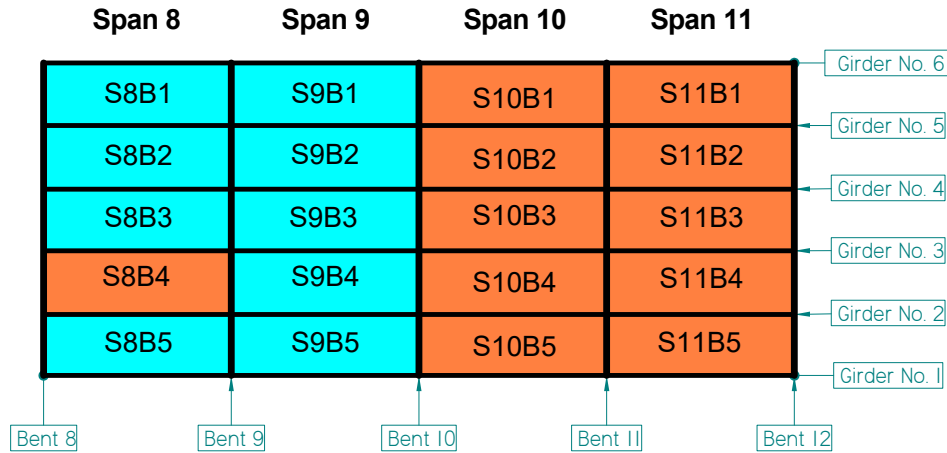 Span 8 Span 9 Span 10 Span 11
Girder No. 6
S8B1 S9B1 S10B1 S11B1
Girder No. 5
S8B2 S9B2 S10B2 S11B2
Girder No. 4
S8B3 S9B3 S10B3 S11B3
Girder No. 3
S8B4 S9B4 S10B4 S11B4
Girder No. 2
S8B5 S9B5 S10B5 S11B5
Girder No. 1
Bent 8 Bent 9 Bent 10 Bent 11 Bent 12